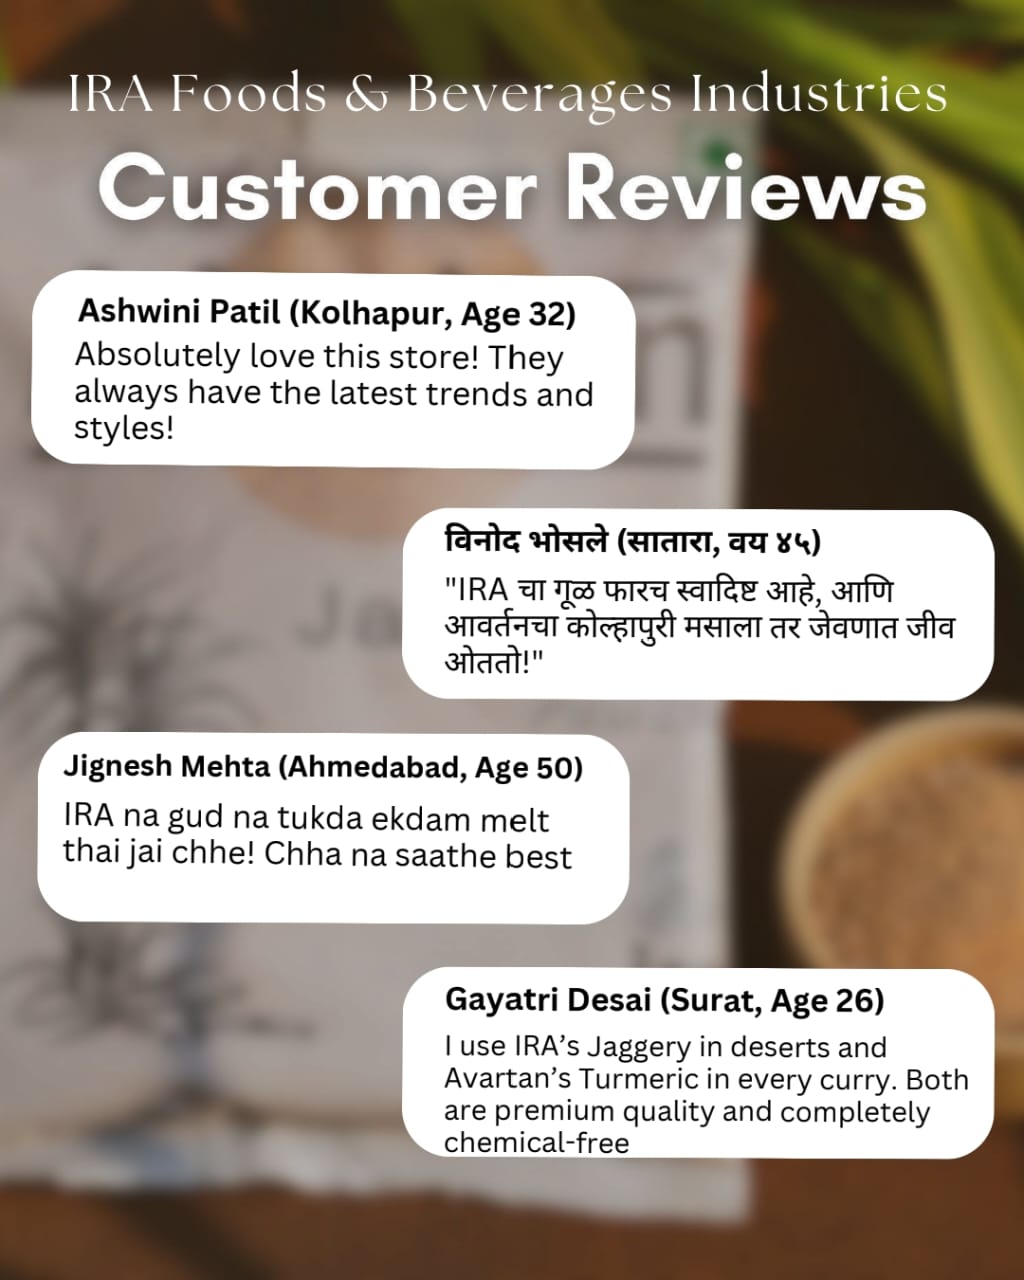 IRA Foods & Beverages Industries
Customer Reviews
Ashwini Patil (Kolhapur, Age 32)
Absolutely love this store! They
always have the latest trends and
styles!
विनोद भोसले (सातारा, वय ४५)
"IRA चा गूळ फारच स्वादिष्ट आहे, आणि
आवर्तनचा कोल्हापुरी मसाला तर जेवणात जीव
ओततो!"
Jignesh Mehta (Ahmedabad, Age 50)
IRA na gud na tukda ekdam melt
thai jai chhe! Chha na saathe best
Gayatri Desai (Surat, Age 26)
I use IRA’s Jaggery in deserts and
Avartan’s Turmeric in every curry. Both
are premium quality and completely
chemical-free